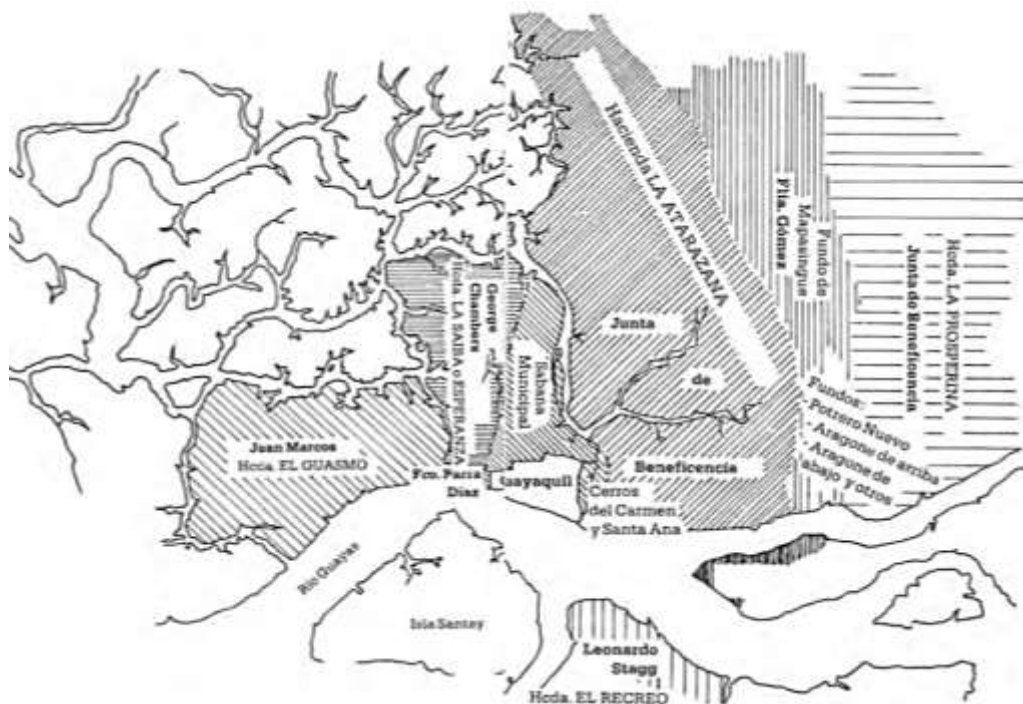 Hacienda LA ATARAZANA
Flia. Gómez
Mapasingue
Fundo de
Junta de Beneficencia
Hcda. LA PROSPERINA
Hcda. LA SAIBA o ESPERANZA
George
Chambers
Sabana
Municipal
Junta
de
Beneficencia
Fundos:
- Potrero Nuevo
- Aragone de arriba
- Aragone de
abajo y otros
Juan Marcos
Hcda. EL GUASMO
Fco. Parra
Díaz
Guayaquil
Cerros
del Carmen
y Santa Ana
Río Guayas
Isla Santay
Leonardo
Stagg
Hcda. EL RECREO